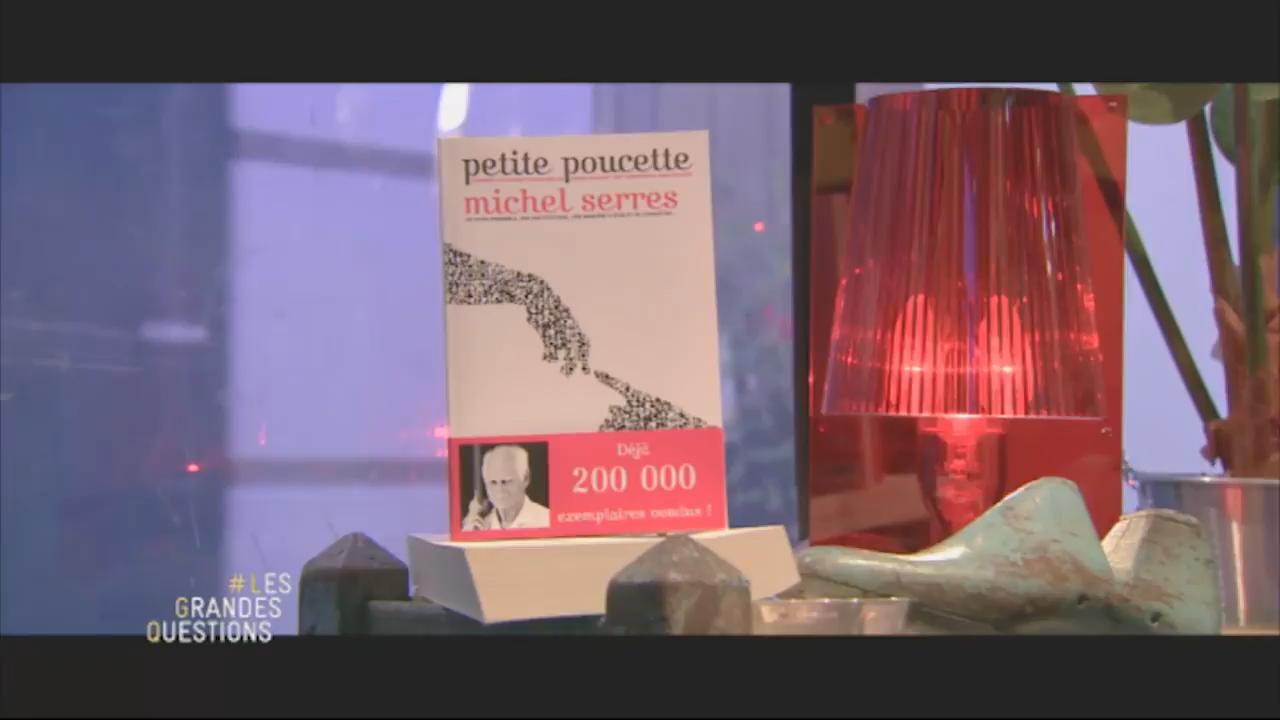 petite poucette
michel serres
Déjà
200 000
exemplaires vendus !
#LES
GRANDES
QUESTIONS